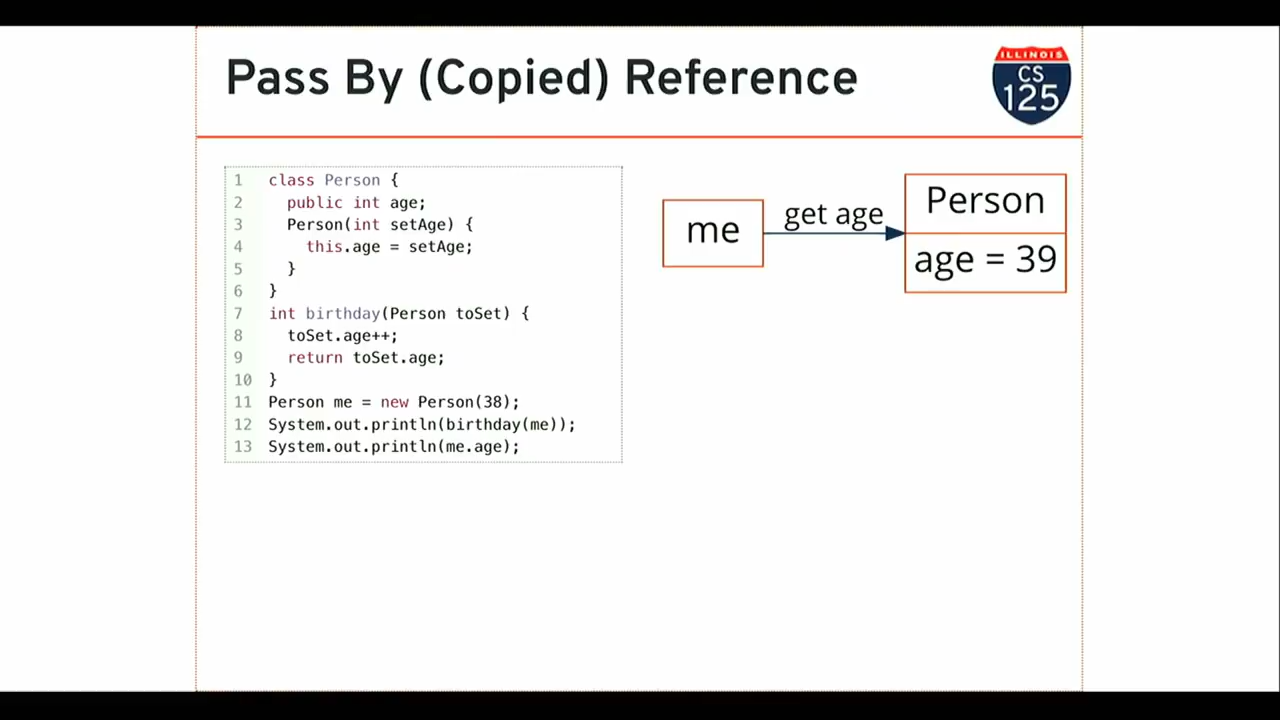 Pass By (Copied) Reference
ILLINOIS
CS
125
1 class Person {
2 public int age;
3 Person(int setAge) {
4 this.age = setAge;
5 }
6 }
7 int birthday(Person toSet) {
8 toSet.age++;
9 return toSet.age;
10 }
11 Person me = new Person(38);
12 System.out.println(birthday(me));
13 System.out.println(me.age);
me
get age
Person
age = 39